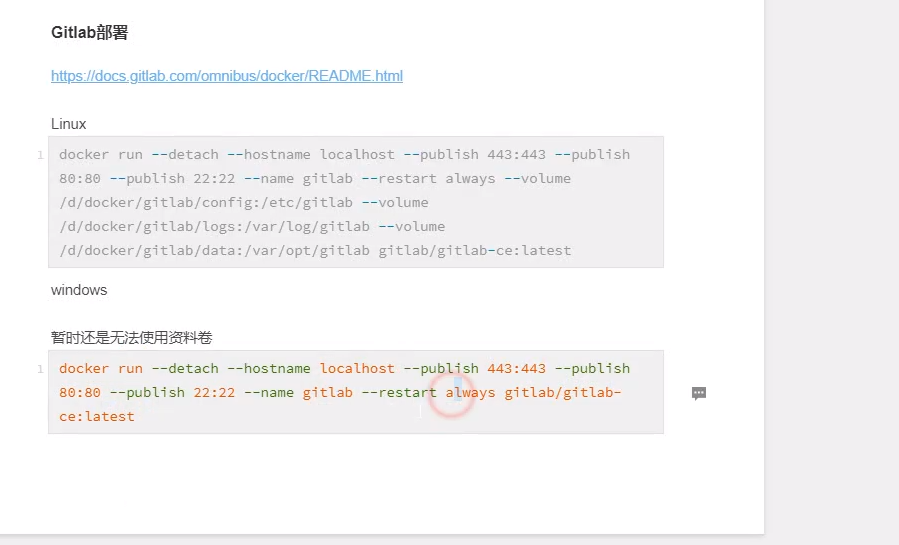 Gitlab部署
https://docs.gitlab.com/omnibus/docker/README.html
Linux
1 docker run --detach --hostname localhost --publish 443:443 --publish
80:80 --publish 22:22 --name gitlab --restart always --volume
/d/docker/gitlab/config:/etc/gitlab --volume
/d/docker/gitlab/logs:/var/log/gitlab --volume
/d/docker/gitlab/data:/var/opt/gitlab gitlab/gitlab-ce:latest
windows
暂时还是无法使用资料卷
1 docker run --detach --hostname localhost --publish 443:443 --publish
80:80 --publish 22:22 --name gitlab --restart always gitlab/gitlab-
ce:latest